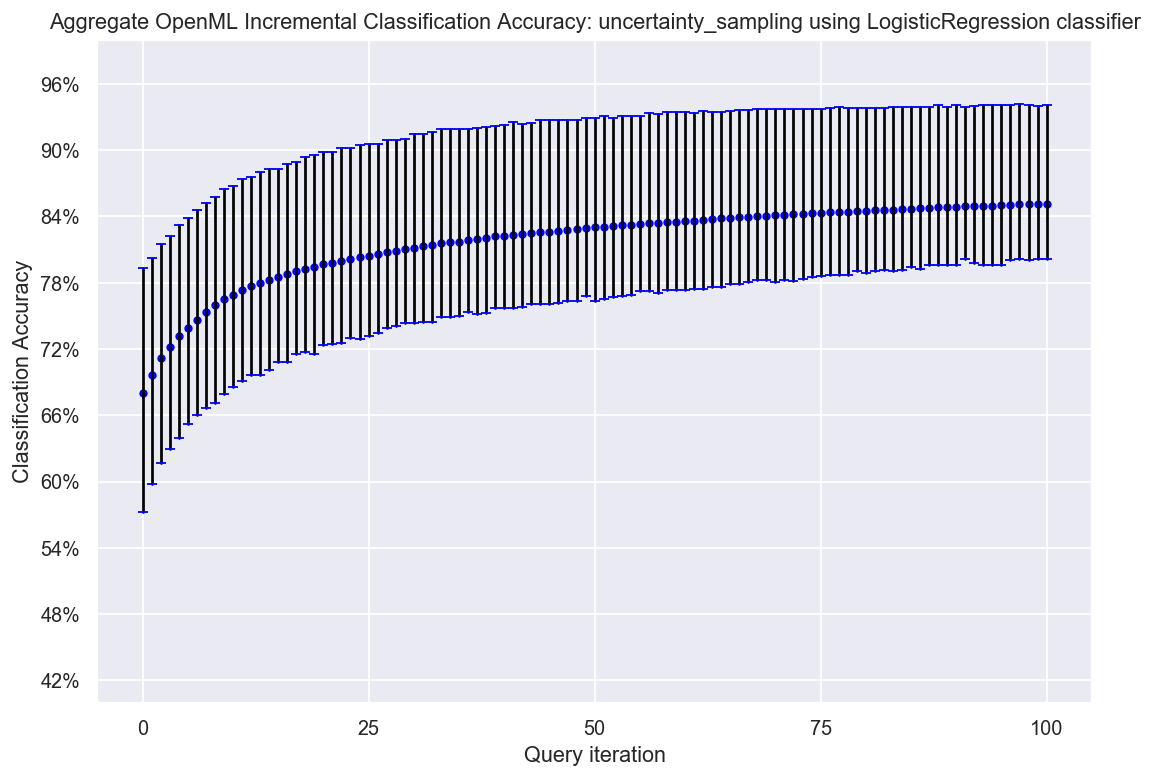 Aggregate OpenML Incremental Classification Accuracy: uncertainty_sampling using LogisticRegression classifier
Classification Accuracy
96%
90%
84%
78%
72%
66%
60%
54%
48%
42%
0 25 50 75 100
Query iteration